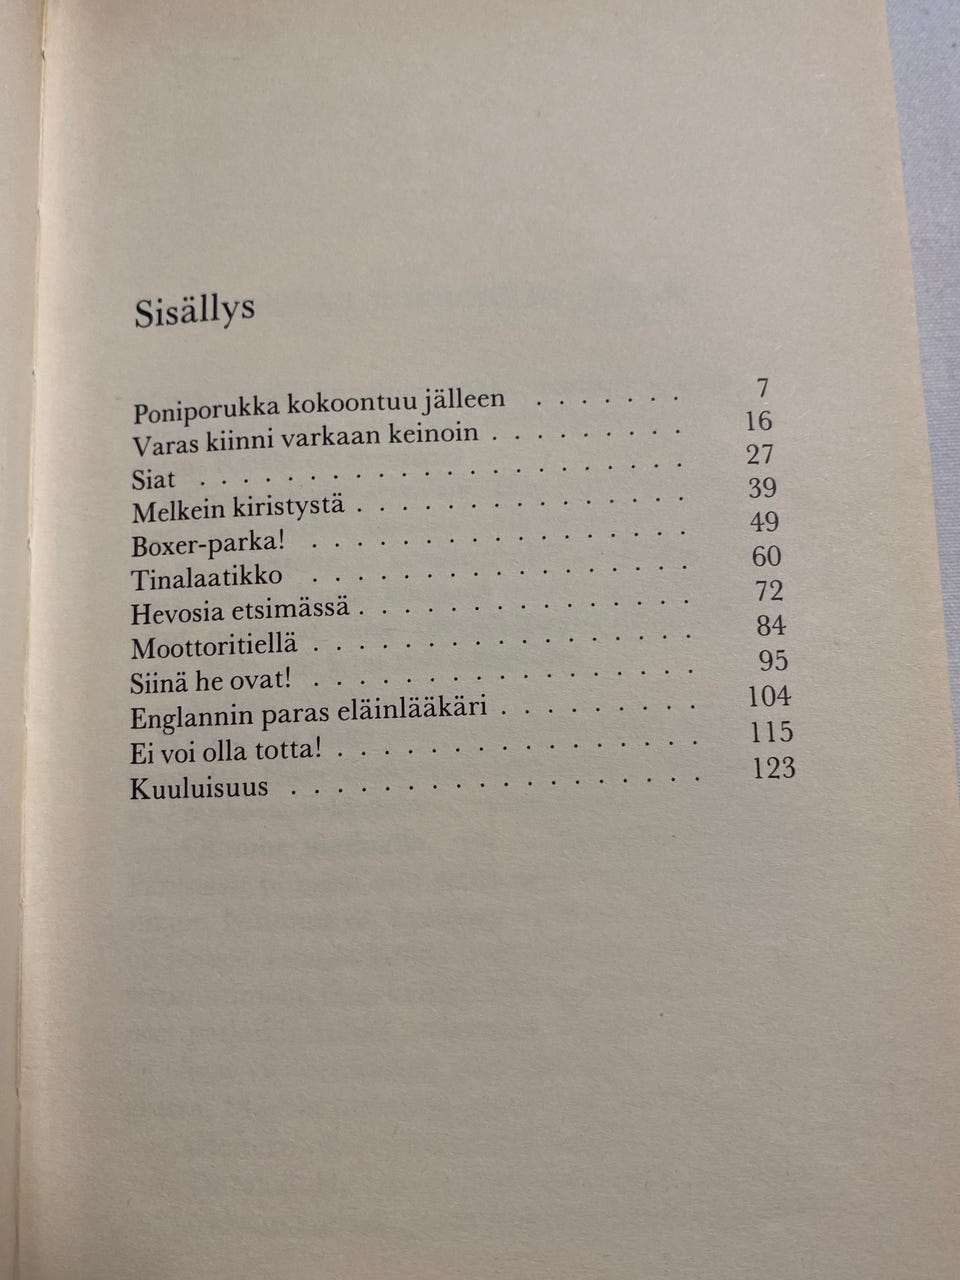 Sisällys
Poniporukka kokoontuu jälleen . . . . . . . 7
Varas kiinni varkaan keinoin . . . . . . . . . 16
Siat . . . . . . . . . . . . . . . . . . . 27
Melkein kiristystä . . . . . . . . . . . . . . 39
Boxer-parka! . . . . . . . . . . . . . . . . 49
Tinalaatikko . . . . . . . . . . . . . . . . 60
Hevosia etsimässä . . . . . . . . . . . . . . 72
Moottoritiellä . . . . . . . . . . . . . . . . 84
Siinä he ovat! . . . . . . . . . . . . . . . . 95
Englannin paras eläinlääkäri . . . . . . . . . 104
Ei voi olla totta! . . . . . . . . . . . . . . . 115
Kuuluisuus . . . . . . . . . . . . . . . . . 123